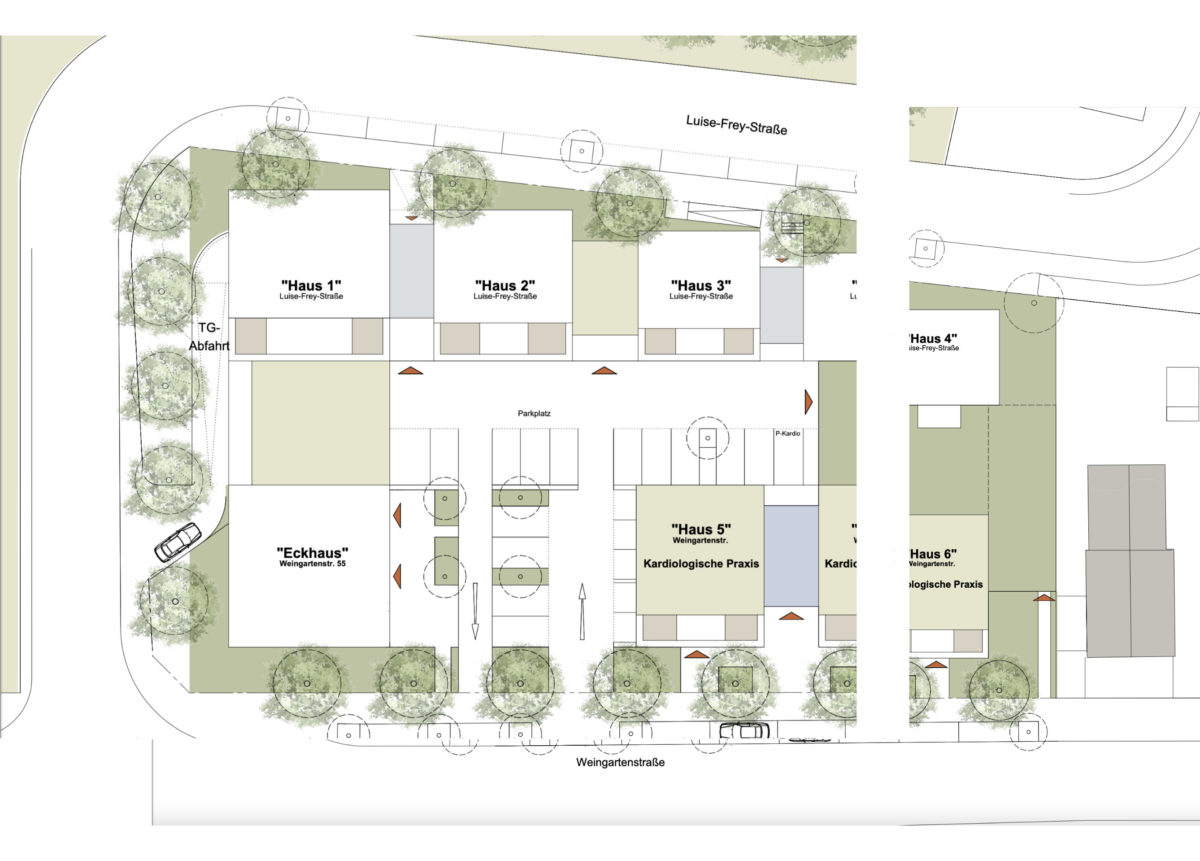 Luise-Frey-Straße
"Haus 1"
Luise-Frey-Straße
"Haus 2"
Luise-Frey-Straße
"Haus 3"
Luise-Frey-Straße
"
Lu
Haus 4"
ise-Frey-Straße
TG-
Abfahrt
Parkplatz
P-Kardio
"Eckhaus"
Weingartenstr. 55
"Haus 5"
Weingartenstr.
Kardiologische Praxis
"
W
Kardio
Haus 6"
Weingartenstr.
ologische Praxis
Weingartenstraße